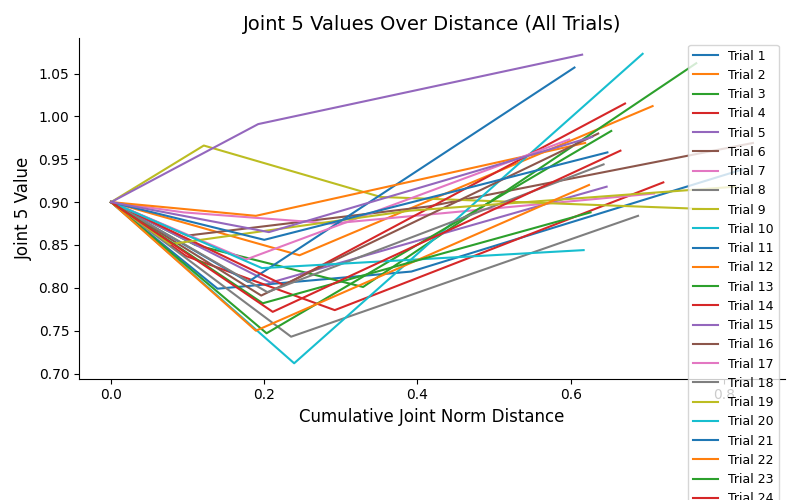 Joint 5 Values Over Distance (All Trials)
Joint 5 Value
1.05
1.00
0.95
0.90
0.85
0.80
0.75
0.70
0.0
0.2
0.4
0.6
0.8
Cumulative Joint Norm Distance
Trial 1
Trial 2
Trial 3
Trial 4
Trial 5
Trial 6
Trial 7
Trial 8
Trial 9
Trial 10
Trial 11
Trial 12
Trial 13
Trial 14
Trial 15
Trial 16
Trial 17
Trial 18
Trial 19
Trial 20
Trial 21
Trial 22
Trial 23
Trial 24